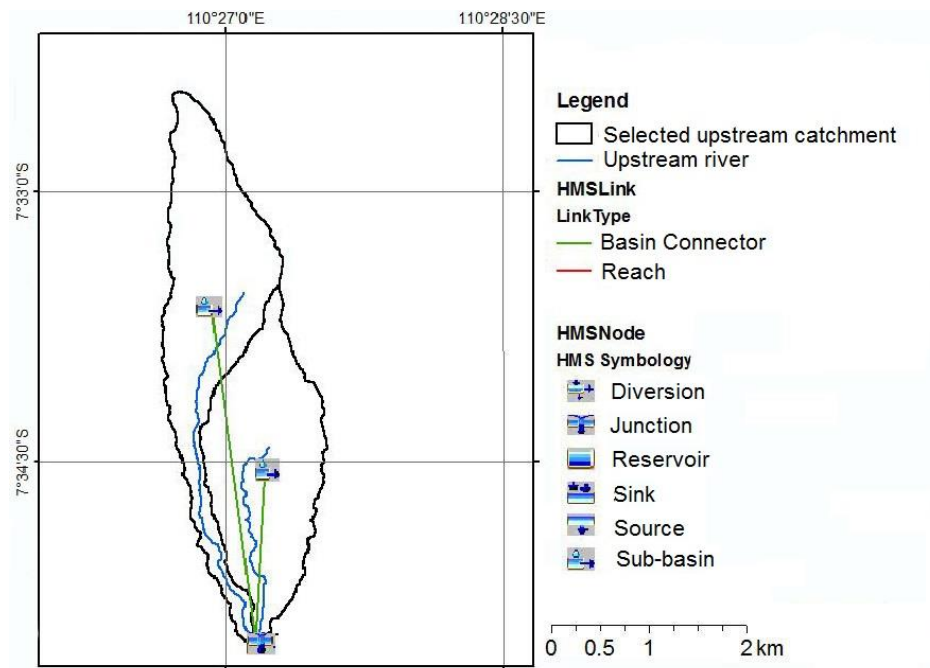 110°27'0"E
110°28'30"E
7°33'0"S
7°34'30"S
Legend
Selected upstream catchment
Upstream river
HMSLink
LinkType
Basin Connector
Reach
HMSNode
HMS Symbology
Diversion
Junction
Reservoir
Sink
Source
Sub-basin
0 0.5 1 2 km